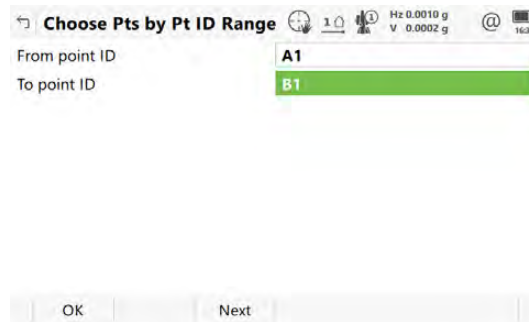 Choose Pts by Pt ID Range
1
1
Hz 0.0010 g
V 0.0002 g
@
From point ID A1
To point ID B1
OK Next